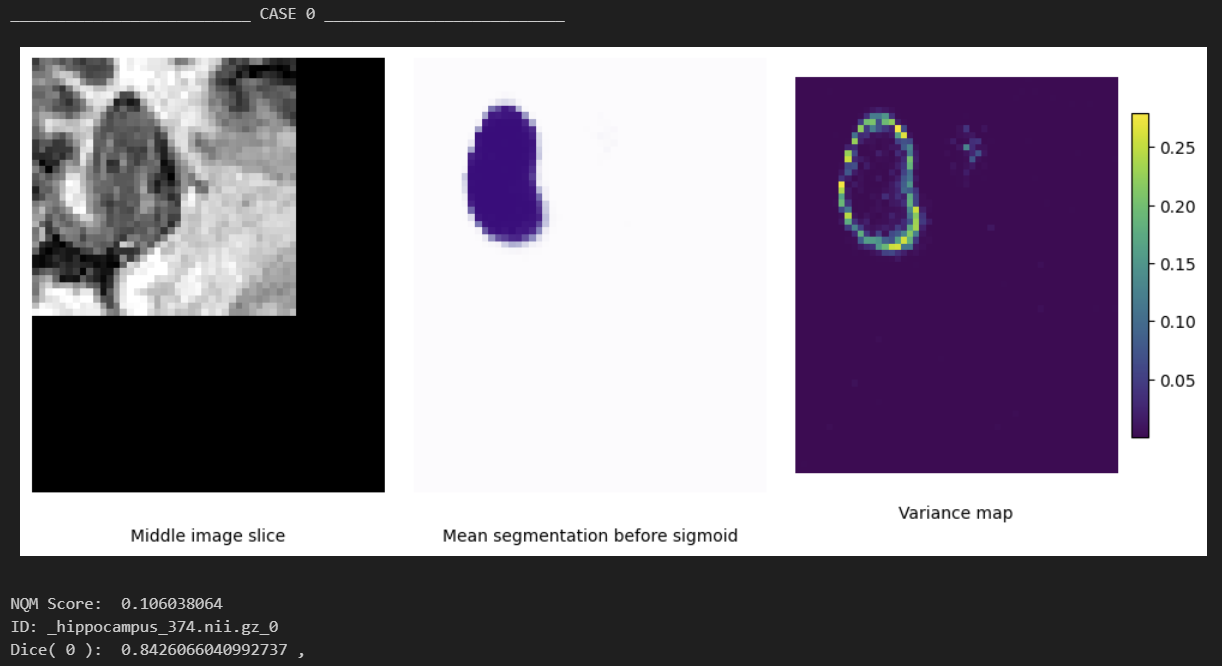 __________________________ CASE 0 __________________________
0.25
0.20
0.15
0.10
0.05
Middle image slice
Mean segmentation before sigmoid
Variance map
NQM Score:  0.106038064
ID: _hippocampus_374.nii.gz_0
Dice( 0 ):  0.8426066040992737 ,